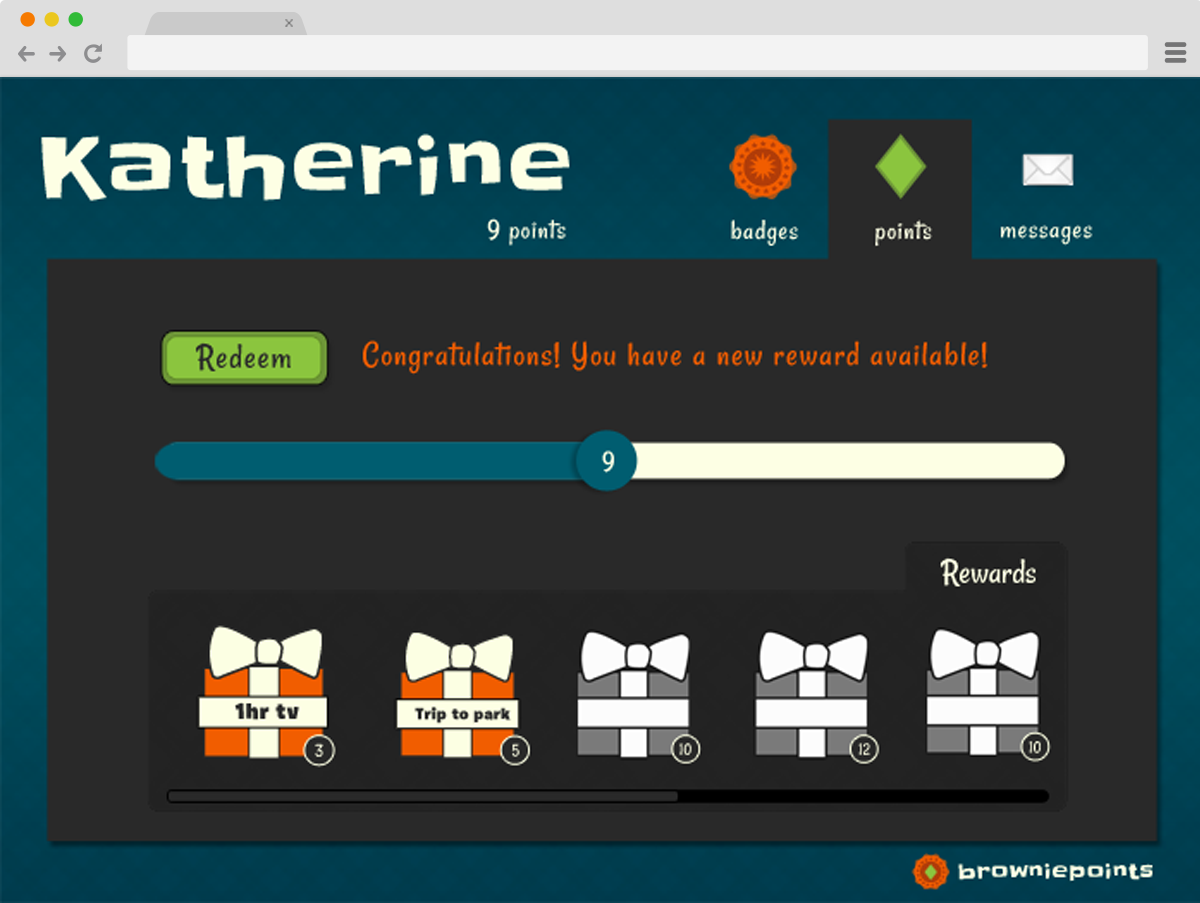 Katherine
9 points
badges
points
messages
Redeem
Congratulations! You have a new reward available!
9
Rewards
1hr tv
3
Trip to park
5
10
12
10
browniepoints